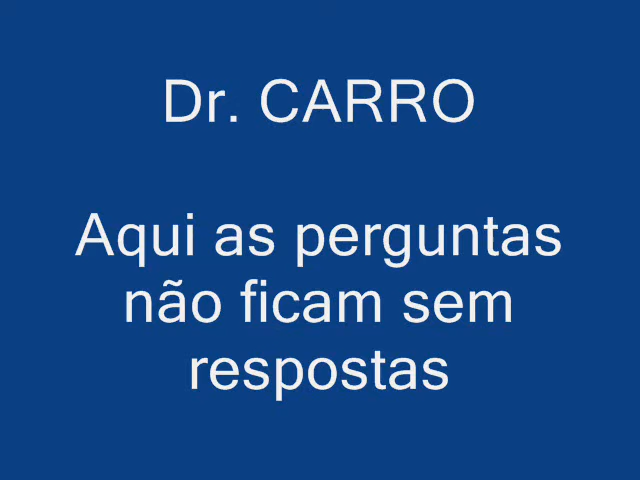 Dr. CARRO
Aqui as perguntas
não ficam sem
respostas